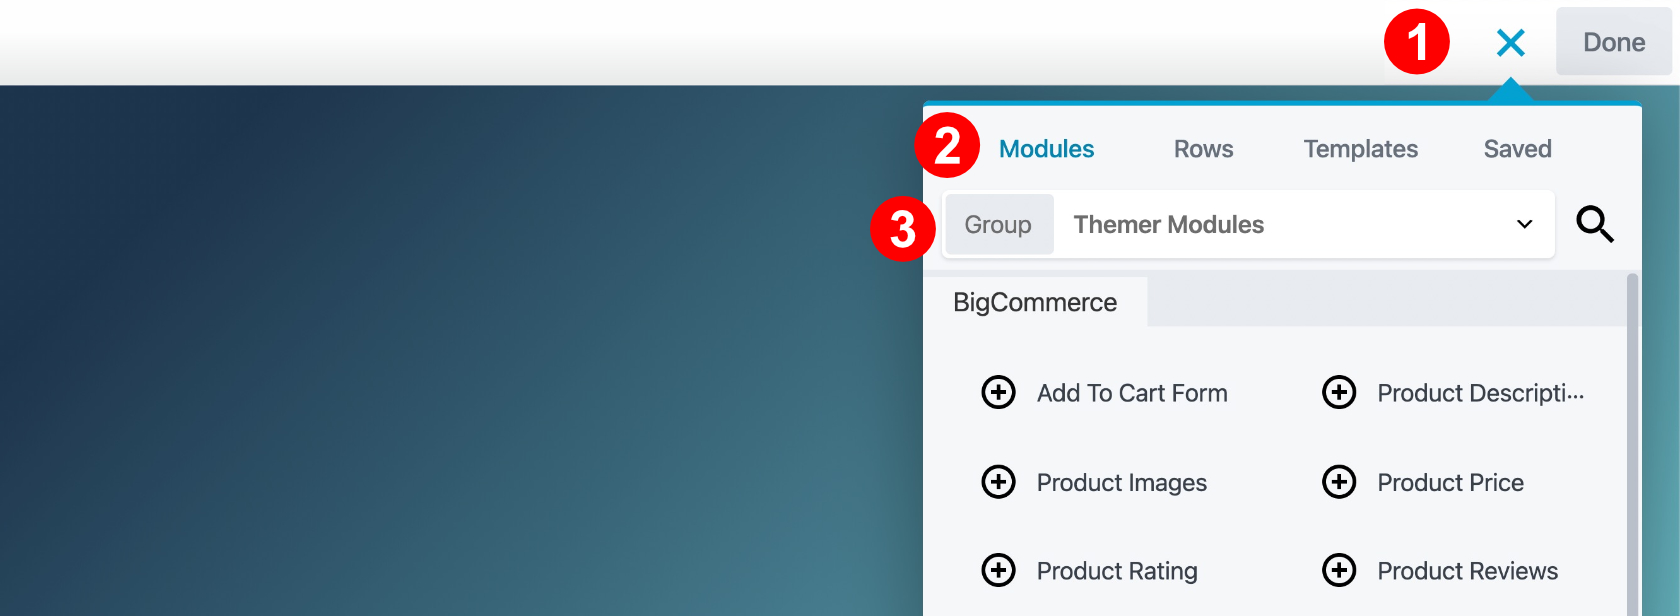 1 Done
2 Modules Rows Templates Saved
3 Group Themer Modules
BigCommerce
Add To Cart Form Product Descripti...
Product Images Product Price
Product Rating Product Reviews